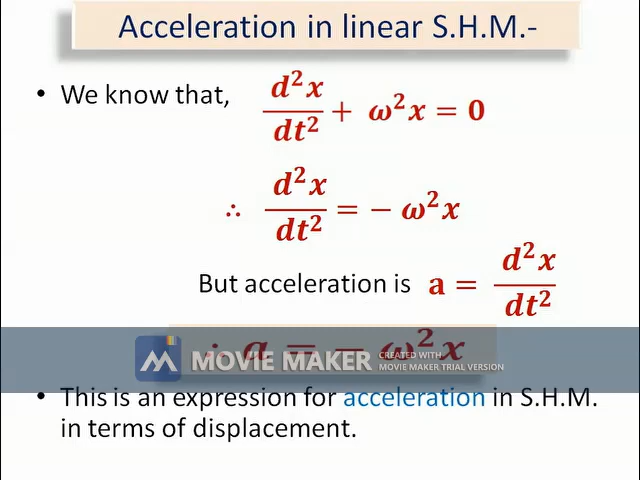 Acceleration in linear S.H.M.-
• We know that, d²x/dt² + ω²x = 0
∴ d²x/dt² = − ω²x
But acceleration is a = d²x/dt²
∴ a = − ω²x
MOVIE MAKER CREATED WITH
MOVIE MAKER TRIAL VERSION
• This is an expression for acceleration in S.H.M.
in terms of displacement.